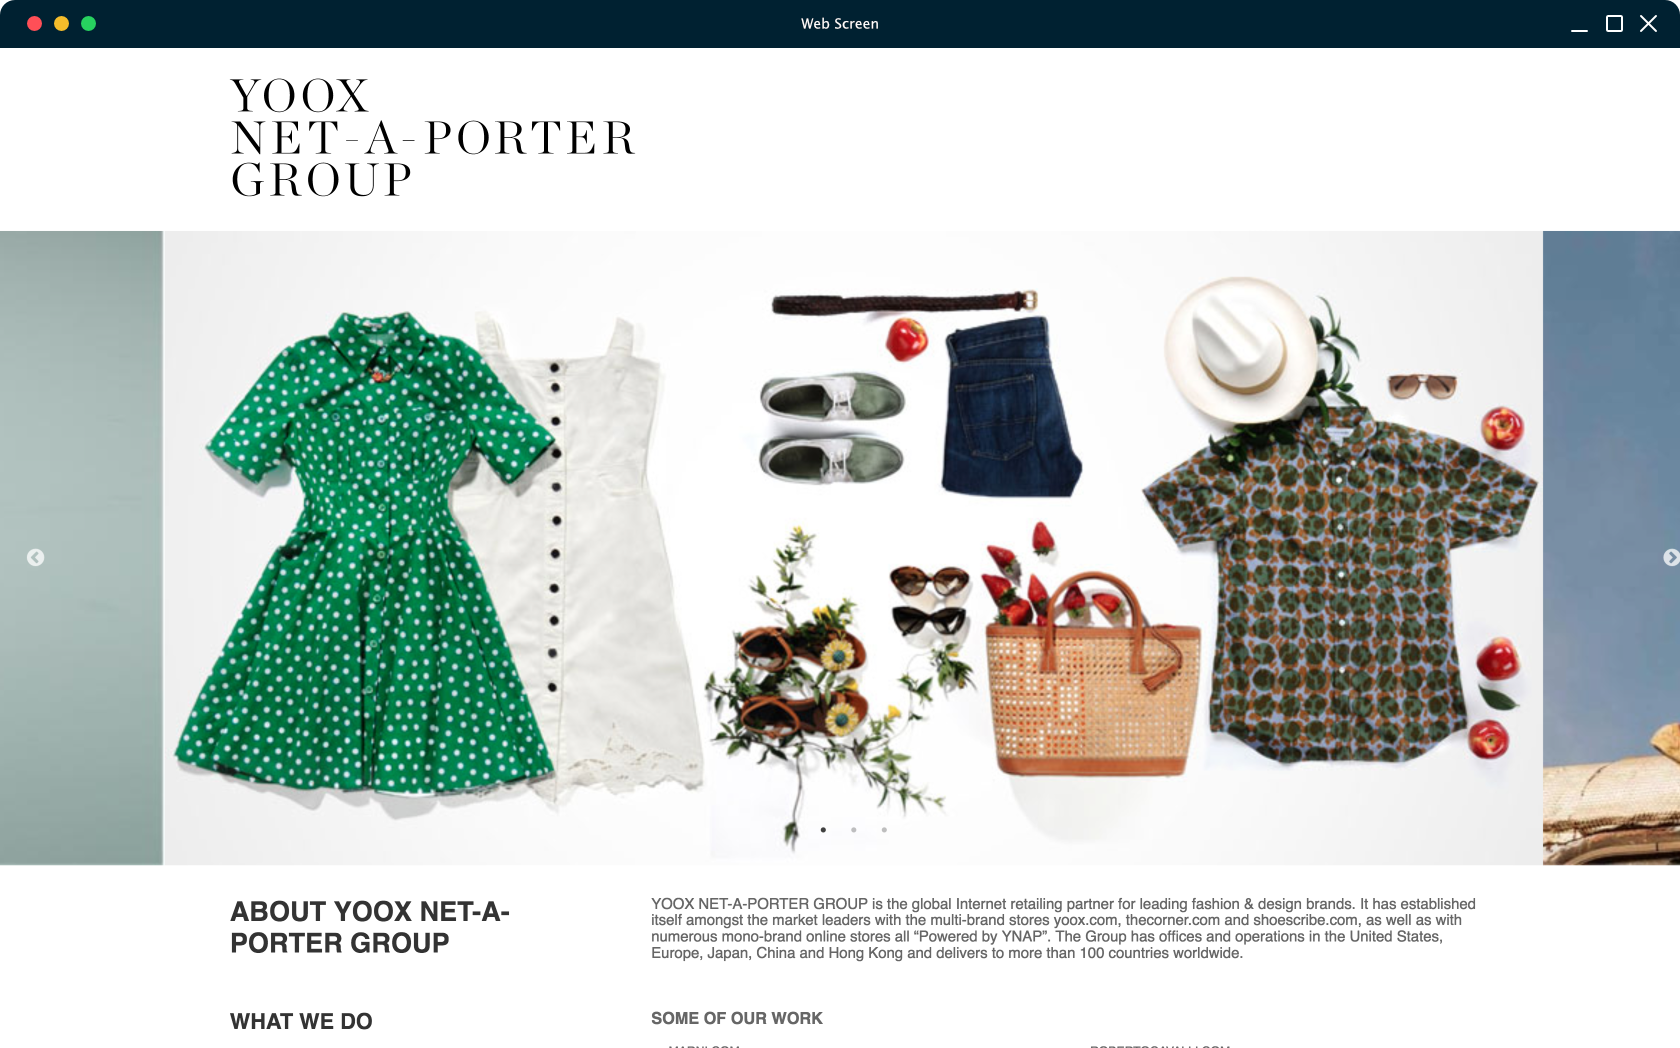 Web Screen
YOOX
NET-A-PORTER
GROUP
ABOUT YOOX NET-A-
PORTER GROUP
YOOX NET-A-PORTER GROUP is the global Internet retailing partner for leading fashion & design brands. It has established
itself amongst the market leaders with the multi-brand stores yoox.com, thecorner.com and shoescribe.com, as well as with
numerous mono-brand online stores all “Powered by YNAP”. The Group has offices and operations in the United States,
Europe, Japan, China and Hong Kong and delivers to more than 100 countries worldwide.
WHAT WE DO
SOME OF OUR WORK